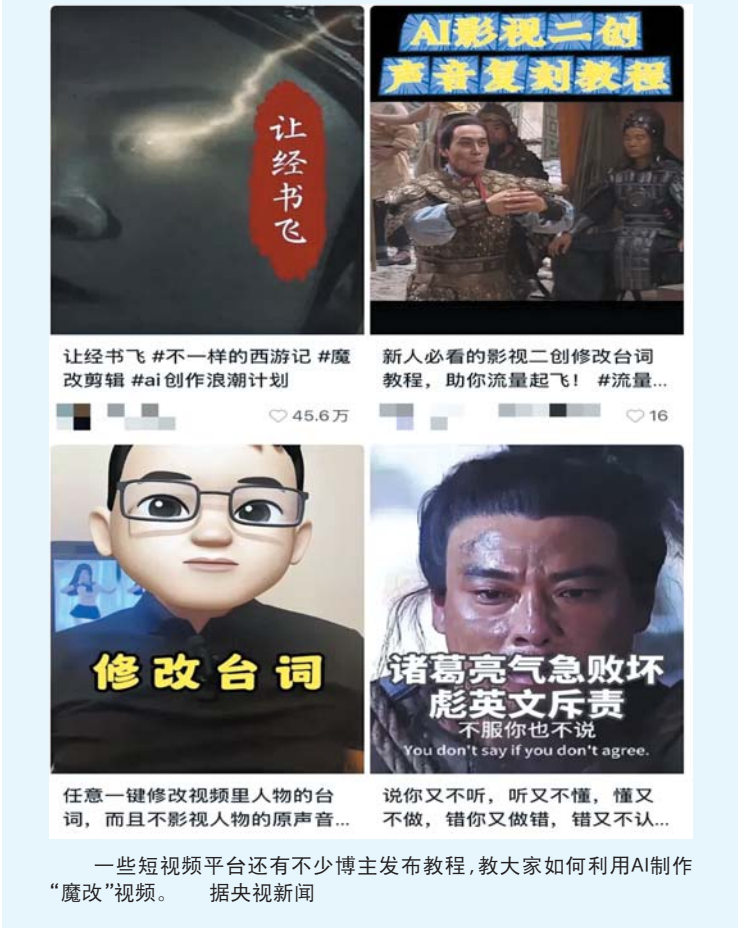 让经书飞
让经书飞 #不一样的西游记 #魔
改剪辑 #ai创作浪潮计划
45.6万
AI影视二创
声音复刻教程
新人必看的影视二创修改台词
教程，助你流量起飞！ #流量...
16
修改台词
任意一键修改视频里人物的台
词，而且不影视人物的原声音...
诸葛亮气急败坏
彪英文斥责
不服你也不说
You don't say if you don't agree.
说你又不听，听又不懂，懂又
不做，错你又做错，错又不认...
一些短视频平台还有不少博主发布教程,教大家如何利用AI制作
“魔改”视频。 据央视新闻